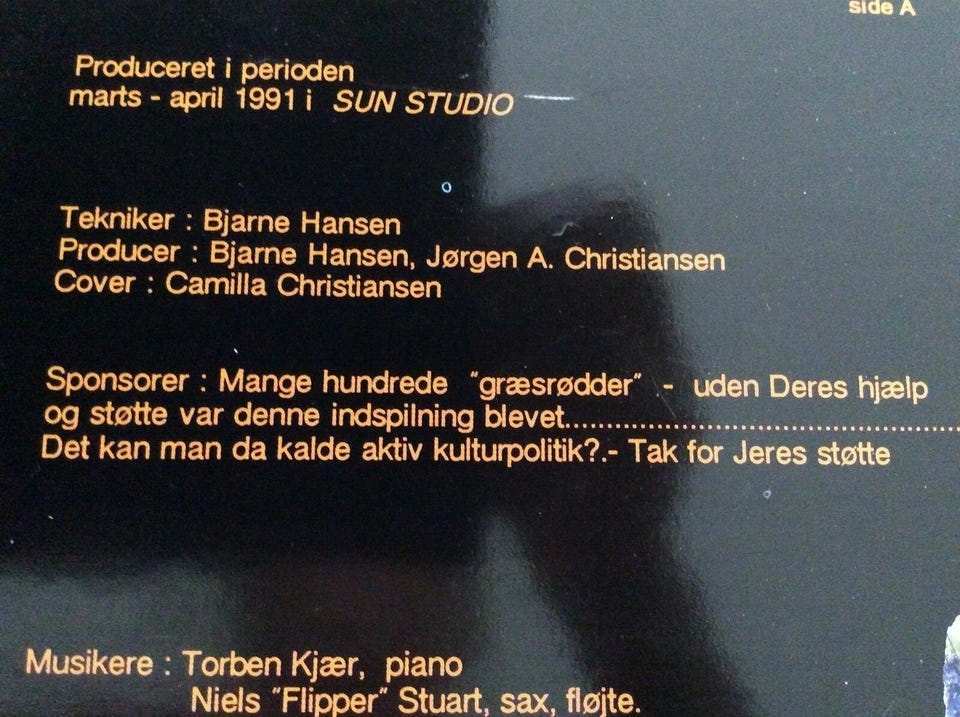 side A
Produceret i perioden
marts - april 1991 i SUN STUDIO
Tekniker : Bjarne Hansen
Producer : Bjarne Hansen, Jørgen A. Christiansen
Cover : Camilla Christiansen
Sponsorer : Mange hundrede "græsrødder" - uden Deres hjælp
og støtte var denne indspilning blevet................................................
Det kan man da kalde aktiv kulturpolitik?.- Tak for Jeres støtte
Musikere : Torben Kjær, piano
Niels "Flipper" Stuart, sax, fløjte.